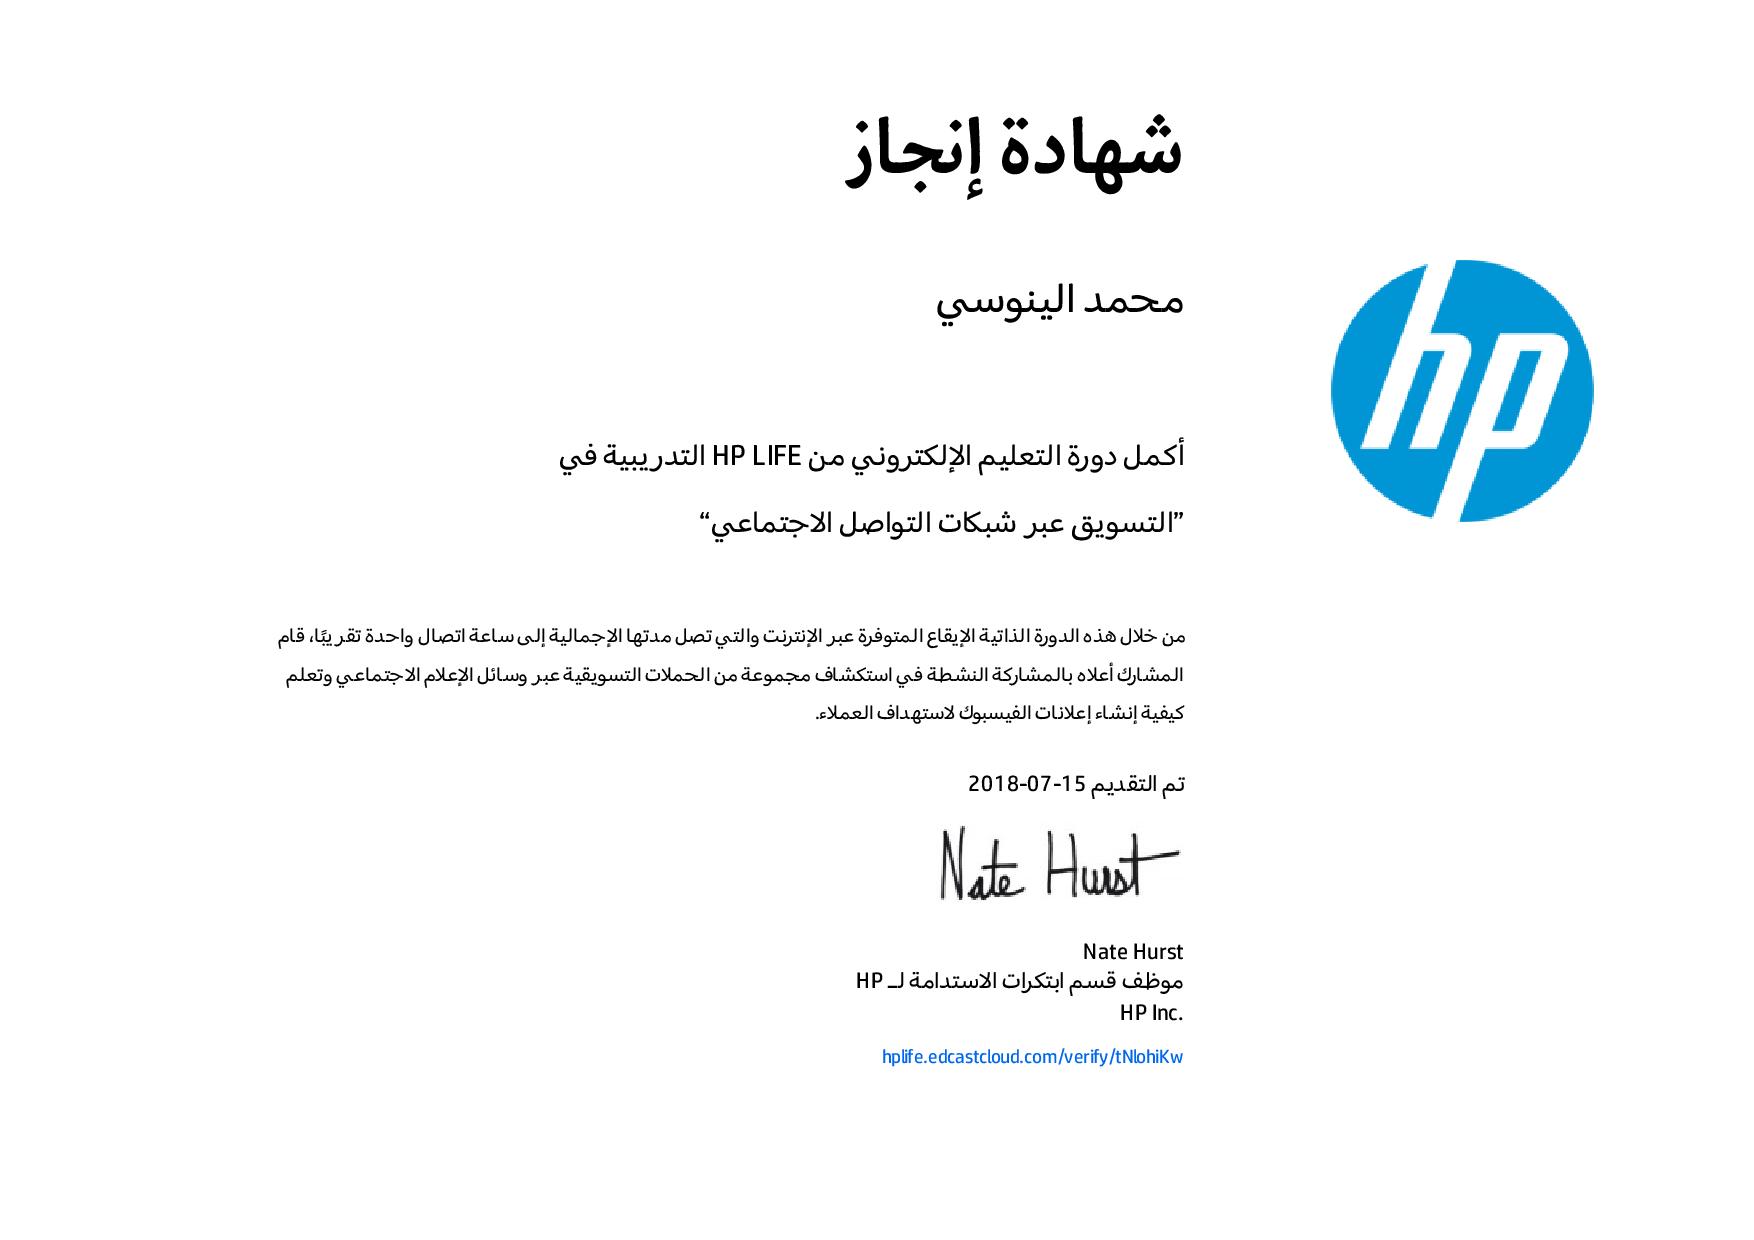 شهادة إنجاز
محمد الينوسي
hp
أكمل دورة التعليم الإلكتروني من HP LIFE التدريبية في
”التسويق عبر شبكات التواصل الاجتماعي“
من خلال هذه الدورة الذاتية الإيقاع المتوفرة عبر الإنترنت والتي تصل مدتها الإجمالية إلى ساعة اتصال واحدة تقريبًا، قام
المشارك أعلاه بالمشاركة النشطة في استكشاف مجموعة من الحملات التسويقية عبر وسائل الإعلام الاجتماعي وتعلم
كيفية إنشاء إعلانات الفيسبوك لاستهداف العملاء.
تم التقديم 15-07-2018
Nate Hurst
Nate Hurst
موظف قسم ابتكرات الاستدامة لـ HP
HP Inc.
hplife.edcastcloud.com/verify/tNlohiKw